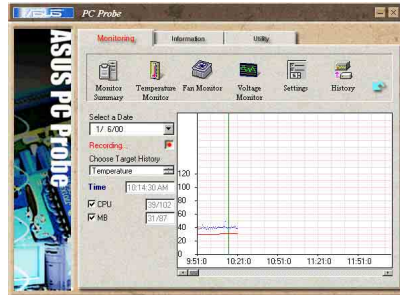 ASUS PC Probe
Monitoring Information Utility
Monitor Summary
Temperature Monitor
Fan Monitor
Voltage Monitor
Settings
History
ASUS PC Probe
Select a Date
1/ 6/00
Recording...
Choose Target History
Temperature
Time 10:14:30 AM
CPU 39/102
MB 31/87
120
100
80
60
40
20
0
9:51:0 10:21:0 10:51:0 11:21:0 11:51:0